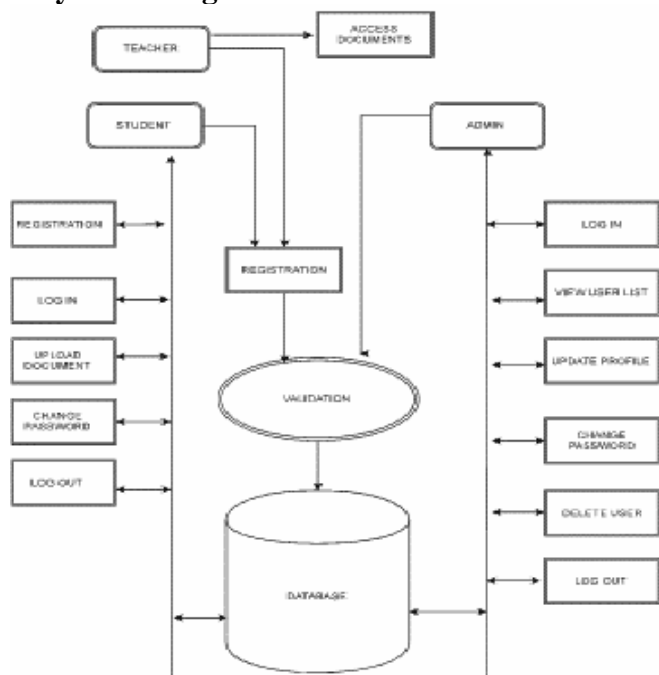 ACCESS
DOCUMENTS
TEACHER
STUDENT
ADMIN
REGISTRATION
LOG IN
UPLOAD
DOCUMENT
CHANGE
PASSWORD
LOG OUT
REGISTRATION
VALIDATION
DATABASE
LOG IN
VIEW USER LIST
UPDATE PROFILE
CHANGE
PASSWORD
DELETE USER
LOG OUT